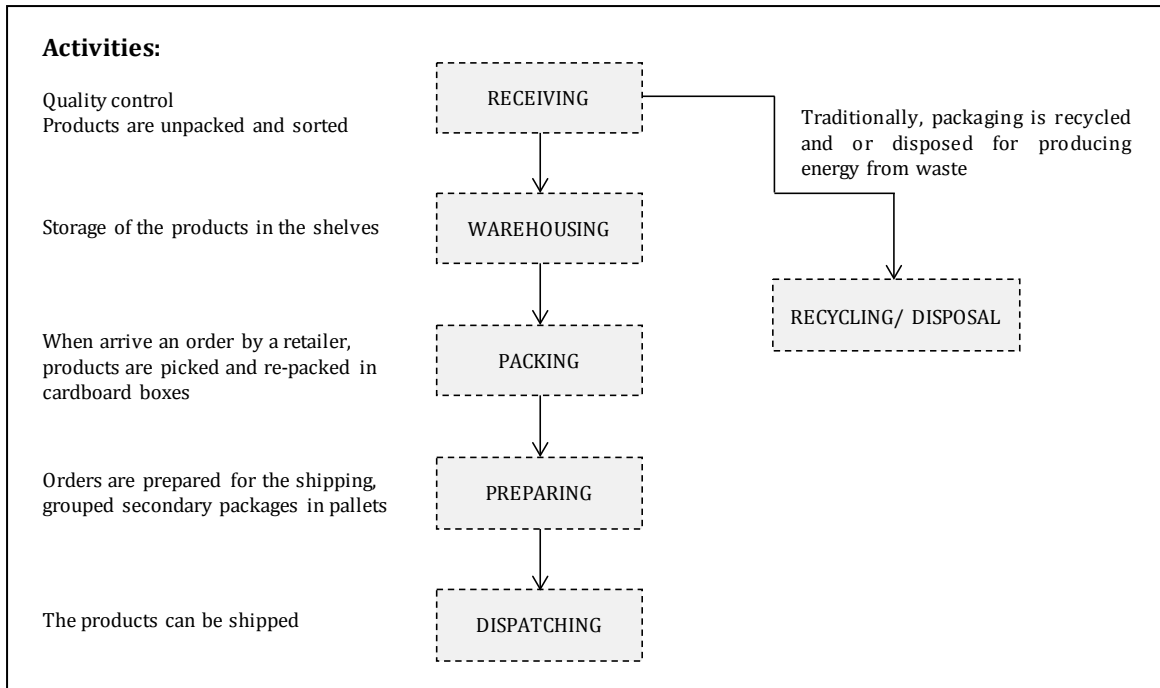 Activities:
Quality control
Products are unpacked and sorted
RECEIVING
Traditionally, packaging is recycled
and or disposed for producing
energy from waste
Storage of the products in the shelves
WAREHOUSING
RECYCLING/ DISPOSAL
When arrive an order by a retailer,
products are picked and re-packed in
cardboard boxes
PACKING
Orders are prepared for the shipping,
grouped secondary packages in pallets
PREPARING
The products can be shipped
DISPATCHING